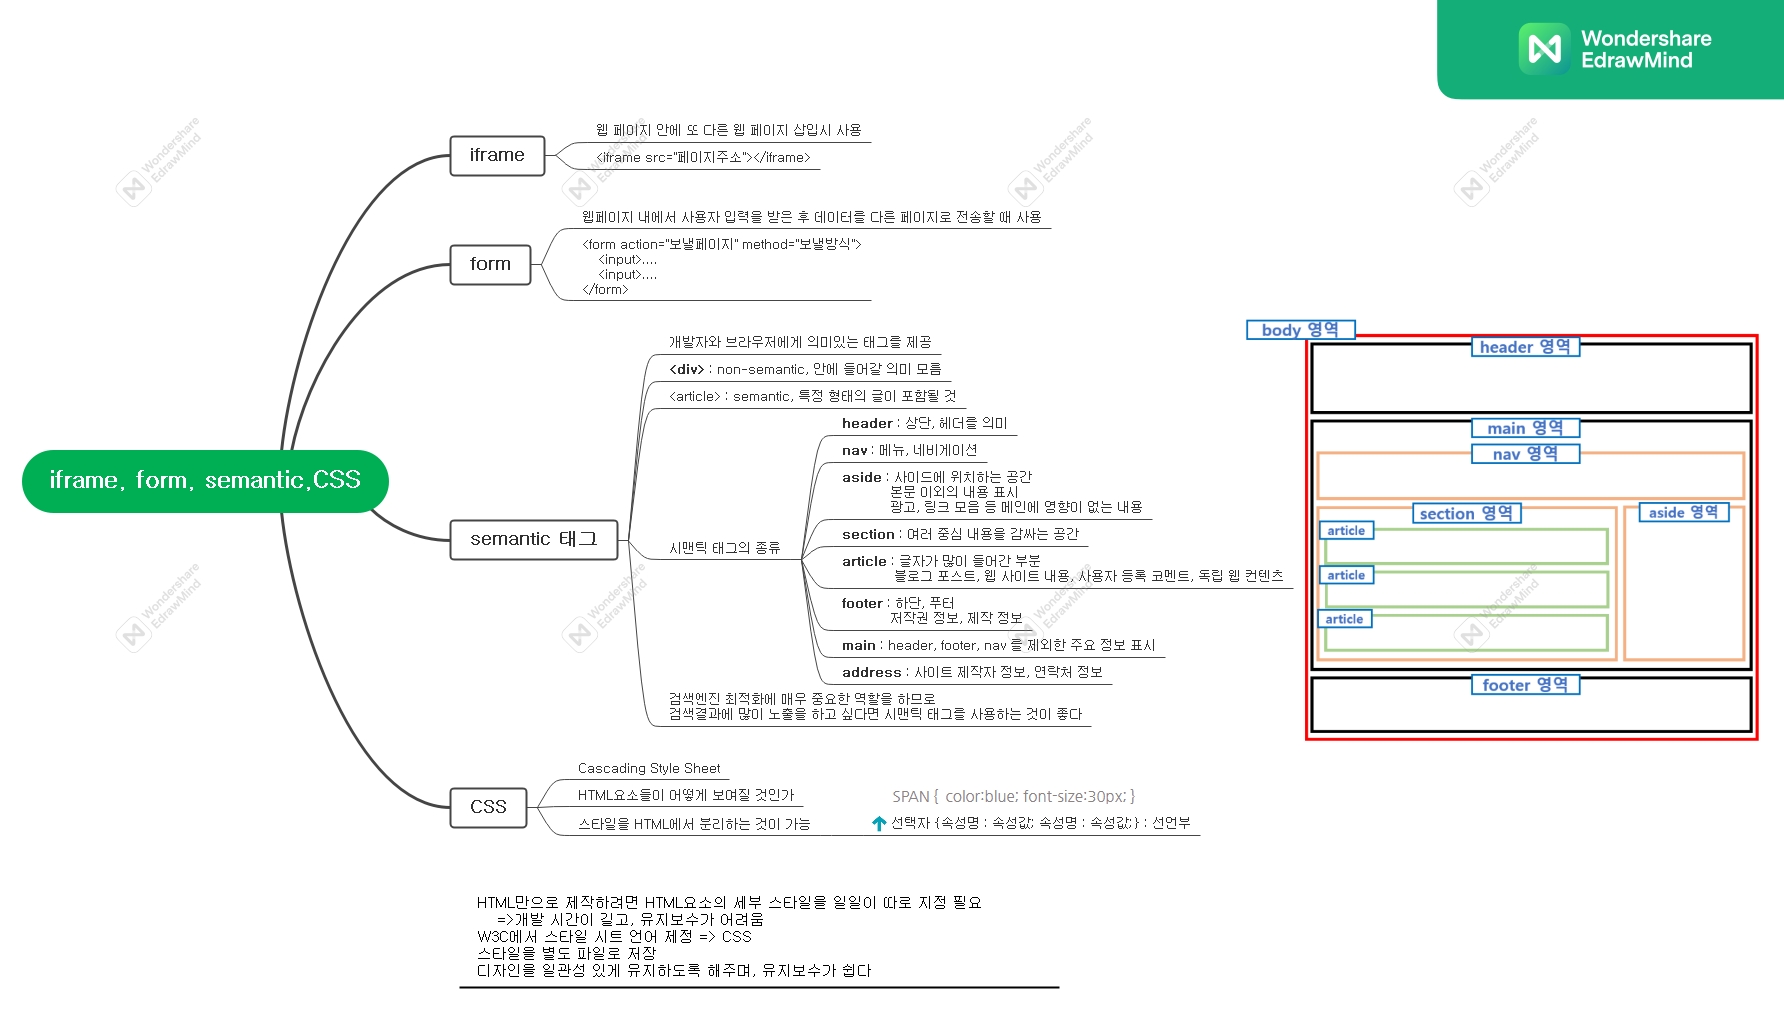 Wondershare
EdrawMind
iframe, form, semantic,CSS
iframe
웹 페이지 안에 또 다른 웹 페이지 삽입시 사용
<iframe src="페이지주소"></iframe>
form
웹페이지 내에서 사용자 입력을 받은 후 데이터를 다른 페이지로 전송할 때 사용
<form action="보낼페이지" method="보낼방식">
<input>....
<input>....
</form>
semantic 태그
개발자와 브라우저에게 의미있는 태그를 제공
<div> : non-semantic, 안에 들어갈 의미 모름
<article> : semantic, 특정 형태의 글이 포함될 것
시맨틱 태그의 종류
header : 상단, 헤더를 의미
nav : 메뉴, 네비게이션
aside : 사이드에 위치하는 공간
본문 이외의 내용 표시
광고, 링크 모음 등 메인에 영향이 없는 내용
section : 여러 중심 내용을 감싸는 공간
article : 글자가 많이 들어간 부분
블로그 포스트, 웹 사이트 내용, 사용자 등록 코멘트, 독립 웹 컨텐츠
footer : 하단, 푸터
저작권 정보, 제작 정보
main : header, footer, nav 를 제외한 주요 정보 표시
address : 사이트 제작자 정보, 연락처 정보
검색엔진 최적화에 매우 중요한 역할을 하므로
검색결과에 많이 노출을 하고 싶다면 시맨틱 태그를 사용하는 것이 좋다
CSS
Cascading Style Sheet
HTML요소들이 어떻게 보여질 것인가
스타일을 HTML에서 분리하는 것이 가능
SPAN { color:blue; font-size:30px; }
선택자 {속성명 : 속성값; 속성명 : 속성값;} : 선언부
HTML만으로 제작하려면 HTML요소의 세부 스타일을 일일이 따로 지정 필요
=>개발 시간이 길고, 유지보수가 어려움
W3C에서 스타일 시트 언어 제정 => CSS
스타일을 별도 파일로 저장
디자인을 일관성 있게 유지하도록 해주며, 유지보수가 쉽다
body 영역
header 영역
main 영역
nav 영역
section 영역
aside 영역
article
article
article
footer 영역
Wondershare
EdrawMind
Wondershare
EdrawMind
Wondershare
EdrawMind
Wondershare
EdrawMind
Wondershare
EdrawMind
Wondershare
EdrawMind
Wondershare
EdrawMind
Wondershare
EdrawMind